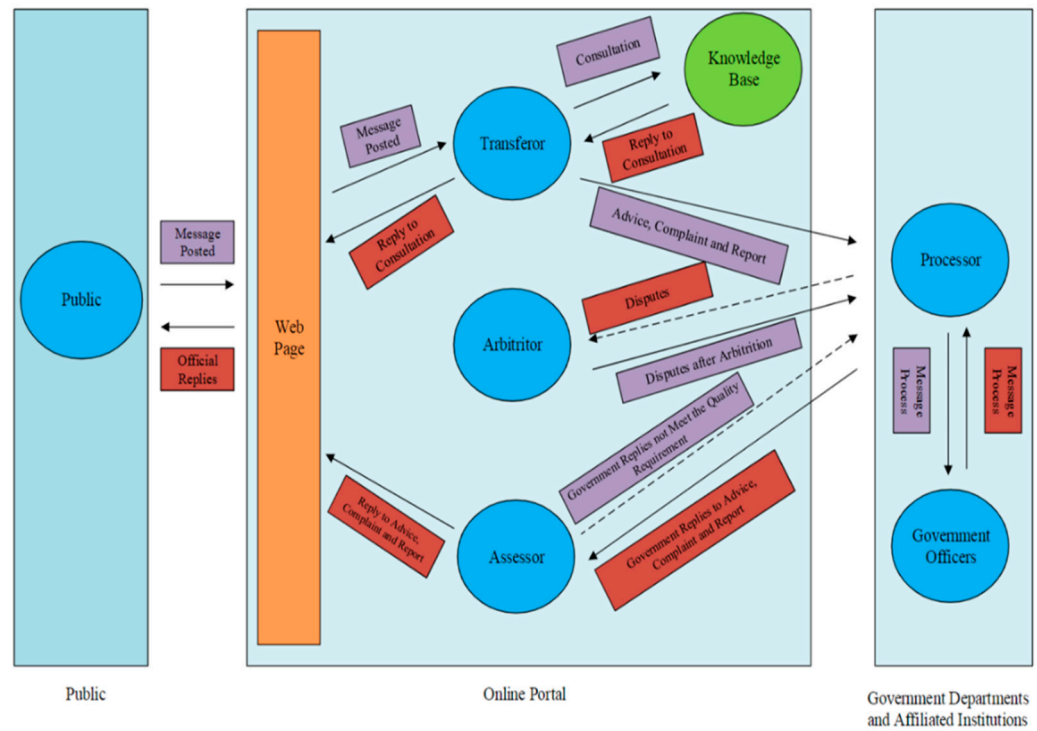 Public
Message
Posted
Official
Replies
Web
Page
Message
Posted
Reply to
Consultation
Transferor
Consultation
Knowledge
Base
Reply to
Consultation
Advice, Complaint and Report
Disputes
Arbitritor
Disputes after Arbitrition
Government Replies not Meet the Quality
Requirement
Government Replies to Advice,
Complaint and Report
Assessor
Reply to Advice,
Complaint and Report
Processor
Message
Process
Message
Process
Government
Officers
Public
Online Portal
Government Departments
and Affiliated Institutions